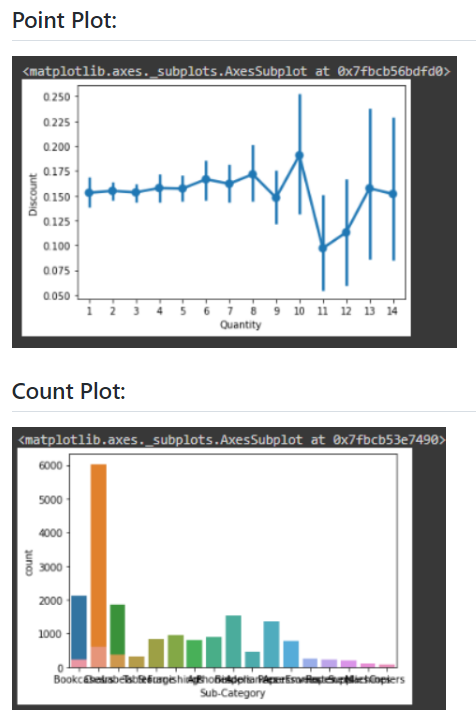 Point Plot:
<matplotlib.axes._subplots.AxesSubplot at 0x7fbcb56bdfd0>
0.250
0.225
0.200
0.175
0.150
0.125
0.100
0.075
0.050
Discount
1 2 3 4 5 6 7 8 9 10 11 12 13 14
Quantity
Count Plot:
<matplotlib.axes._subplots.AxesSubplot at 0x7fbcb53e7490>
6000
5000
4000
3000
2000
1000
0
count
Sub-Category